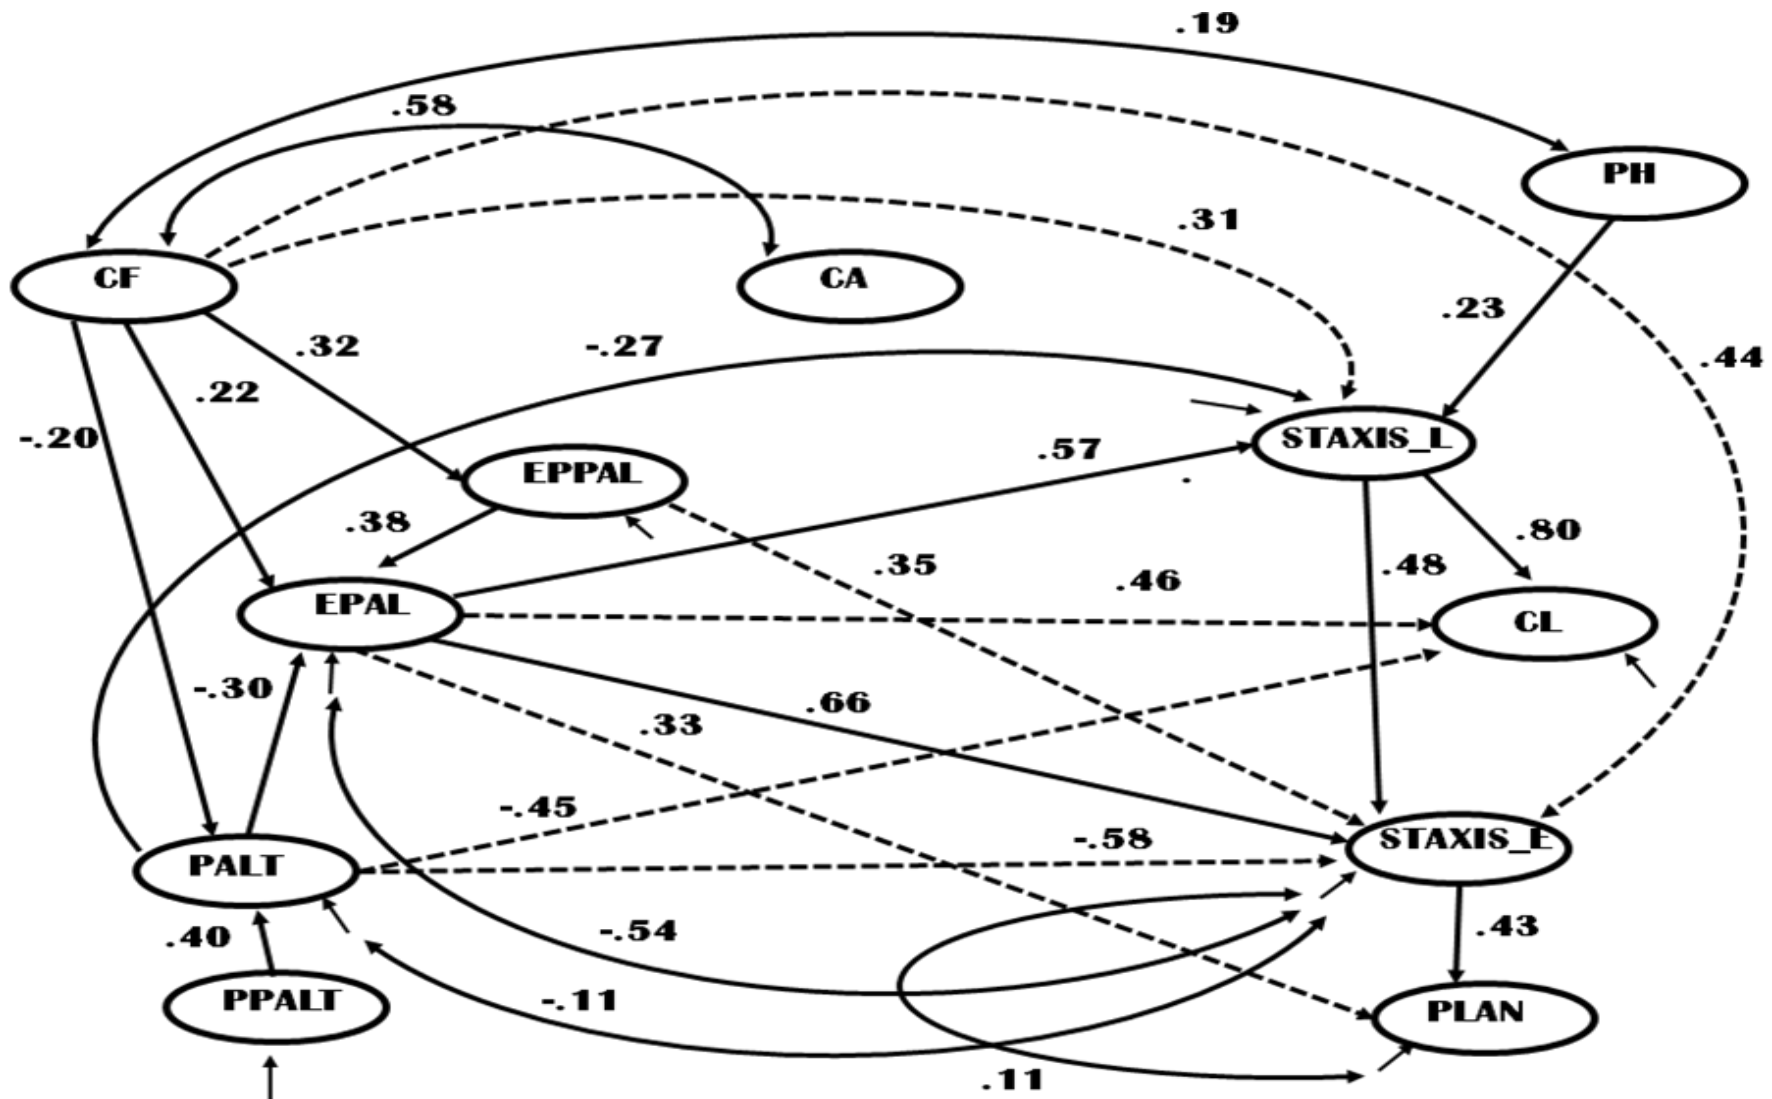 .19
.58
PH
.31
CF
CA
.23
.32
-.27
.44
.22
-.20
STAXIS_L
.57
EPPAL
.
.38
.80
.35
.48
.46
EPAL
CL
-.30
.66
.33
-.45
-.58
STAXIS_E
PALT
.40
-.54
.43
PPALT
-.11
PLAN
.11